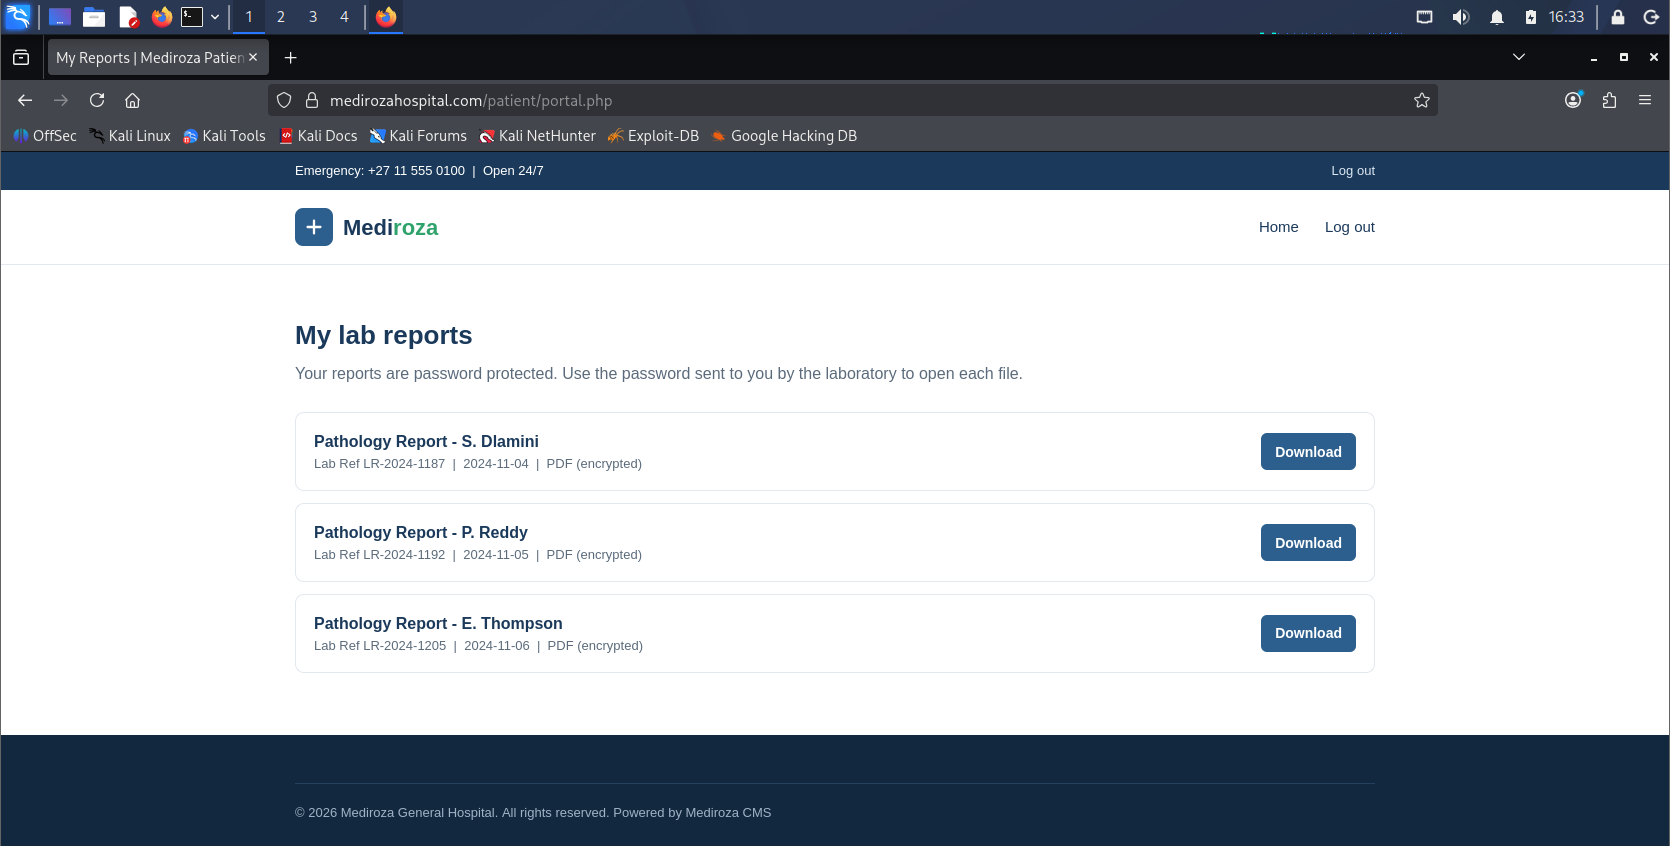 1 2 3 4 16:33
My Reports | Mediroza Patien
medirozahospital.com/patient/portal.php
OffSec Kali Linux Kali Tools Kali Docs Kali Forums Kali NetHunter Exploit-DB Google Hacking DB
Emergency: +27 11 555 0100 | Open 24/7 Log out
Mediroza Home Log out
My lab reports
Your reports are password protected. Use the password sent to you by the laboratory to open each file.
Pathology Report - S. Dlamini
Lab Ref LR-2024-1187 | 2024-11-04 | PDF (encrypted)
Download
Pathology Report - P. Reddy
Lab Ref LR-2024-1192 | 2024-11-05 | PDF (encrypted)
Download
Pathology Report - E. Thompson
Lab Ref LR-2024-1205 | 2024-11-06 | PDF (encrypted)
Download
© 2026 Mediroza General Hospital. All rights reserved. Powered by Mediroza CMS